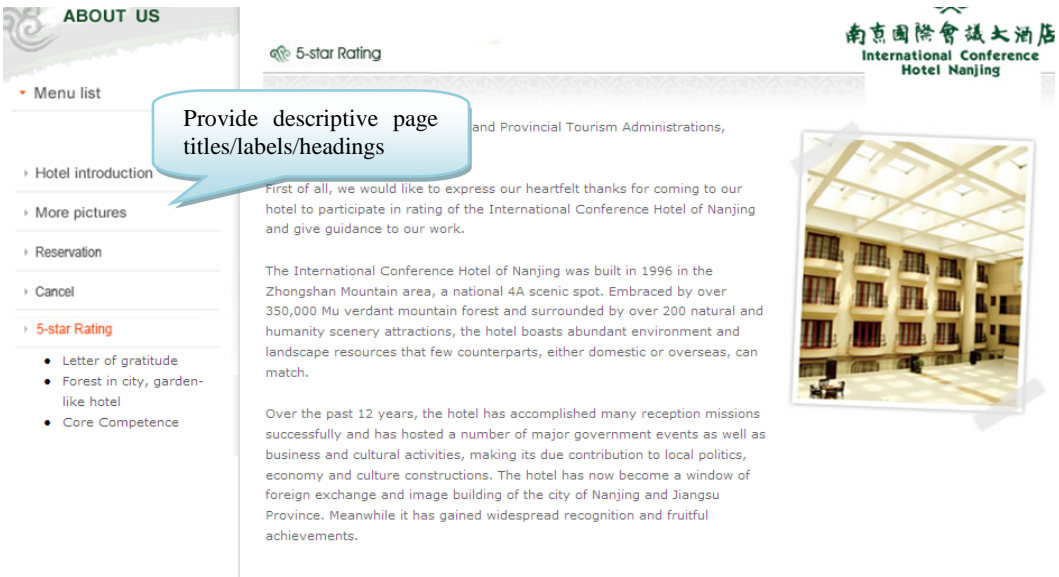 ABOUT US
Menu list
Hotel introduction
More pictures
Reservation
Cancel
5-star Rating
Letter of gratitude
Forest in city, garden-
like hotel
Core Competence
Provide descriptive page
titles/labels/headings
5-star Rating
南京國際會議大酒店
International Conference
Hotel Nanjing
and Provincial Tourism Administrations,
First of all, we would like to express our heartfelt thanks for coming to our
hotel to participate in rating of the International Conference Hotel of Nanjing
and give guidance to our work.
The International Conference Hotel of Nanjing was built in 1996 in the
Zhongshan Mountain area, a national 4A scenic spot. Embraced by over
350,000 Mu verdant mountain forest and surrounded by over 200 natural and
humanity scenery attractions, the hotel boasts abundant environment and
landscape resources that few counterparts, either domestic or overseas, can
match.
Over the past 12 years, the hotel has accomplished many reception missions
successfully and has hosted a number of major government events as well as
business and cultural activities, making its due contribution to local politics,
economy and culture constructions. The hotel has now become a window of
foreign exchange and image building of the city of Nanjing and Jiangsu
Province. Meanwhile it has gained widespread recognition and fruitful
achievements.